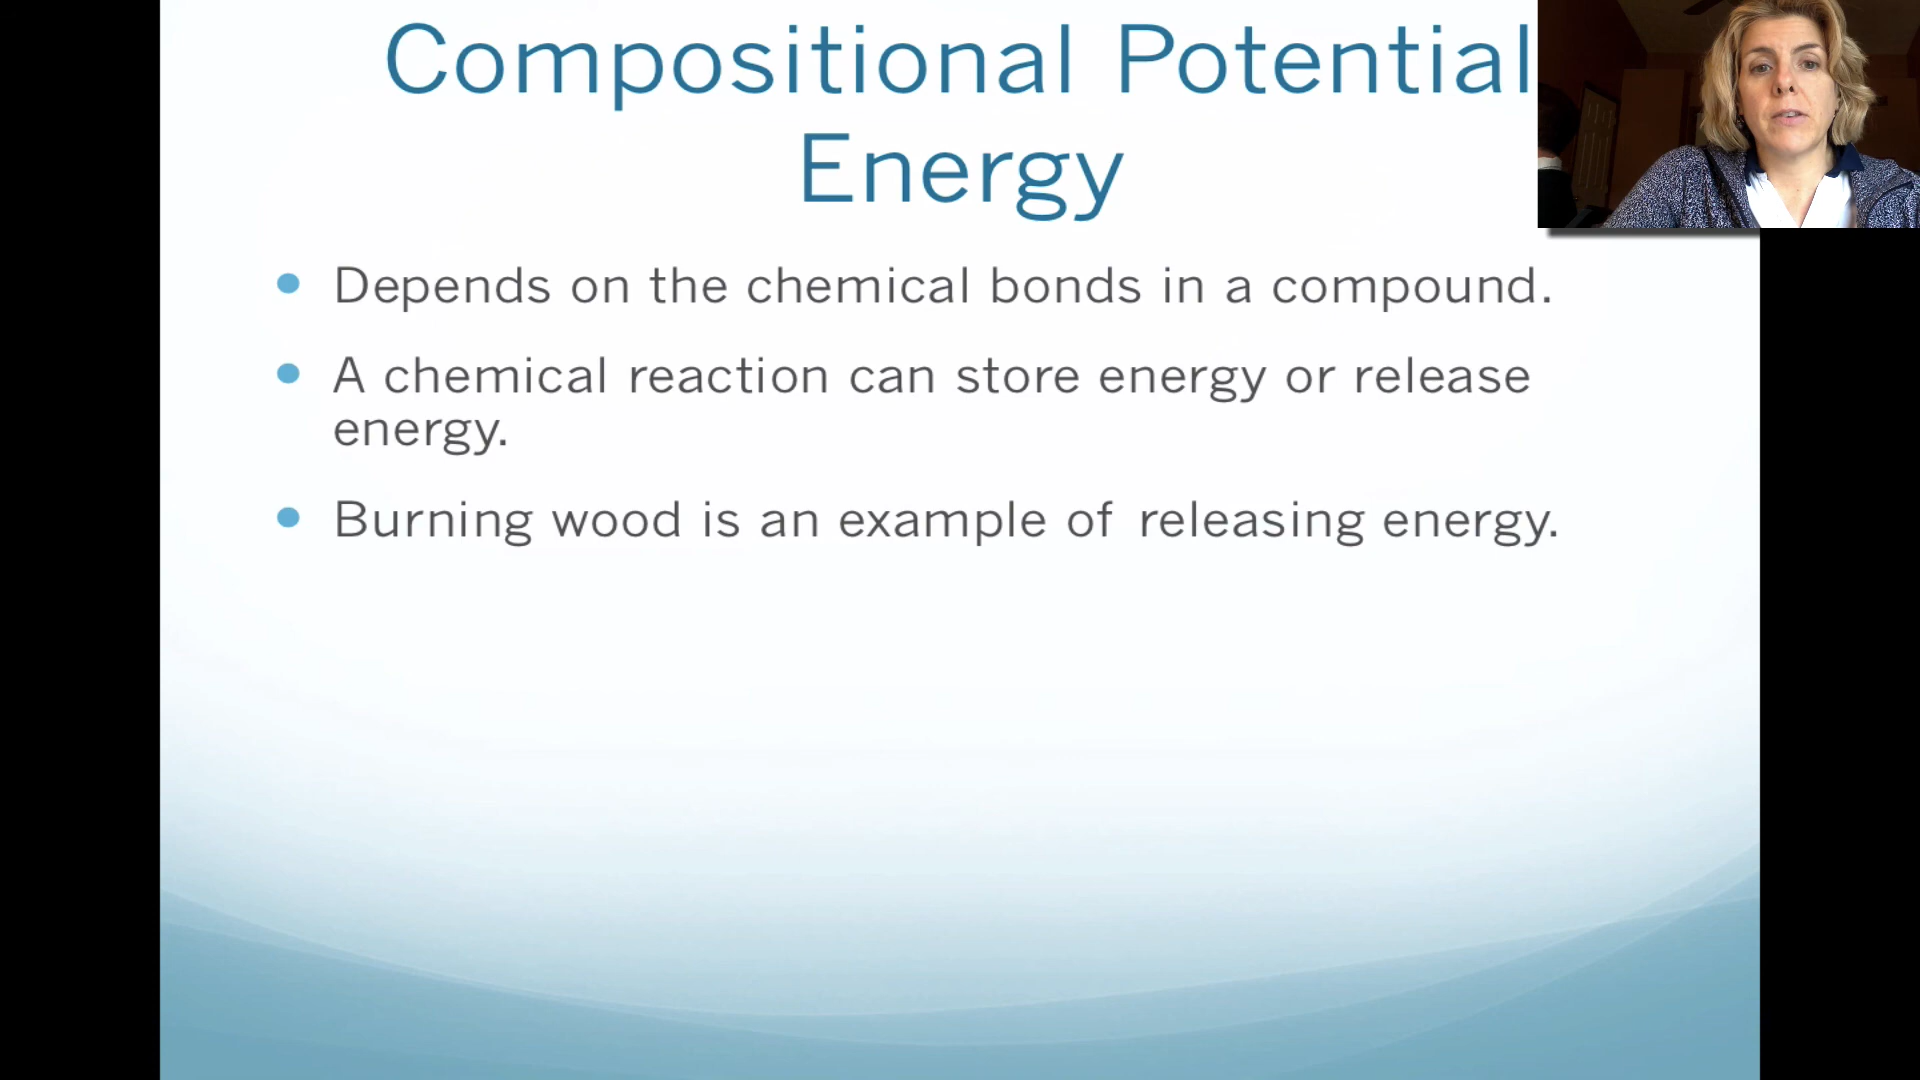 Compositional Potential
Energy
Depends on the chemical bonds in a compound.
A chemical reaction can store energy or release
energy.
Burning wood is an example of releasing energy.